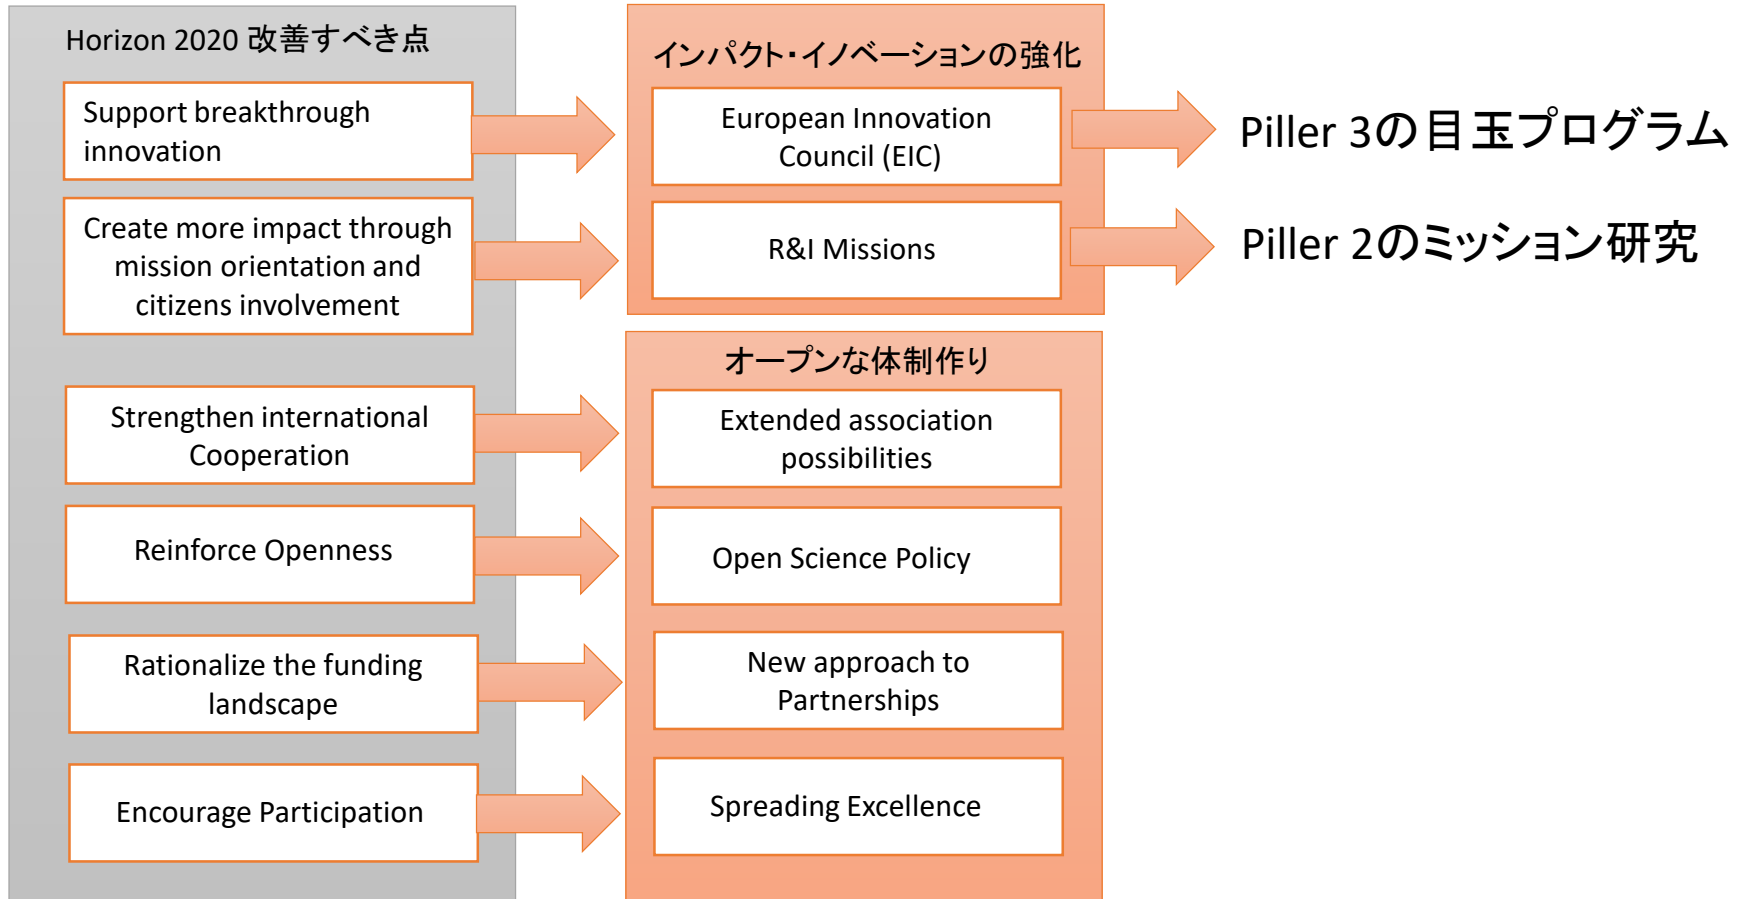 Horizon 2020 改善すべき点
Support breakthrough
innovation
Create more impact through
mission orientation and
citizens involvement
Strengthen international
Cooperation
Reinforce Openness
Rationalize the funding
landscape
Encourage Participation
インパクト・イノベーションの強化
European Innovation
Council (EIC)
R&I Missions
オープンな体制作り
Extended association
possibilities
Open Science Policy
New approach to
Partnerships
Spreading Excellence
Piller 3の目玉プログラム
Piller 2のミッション研究